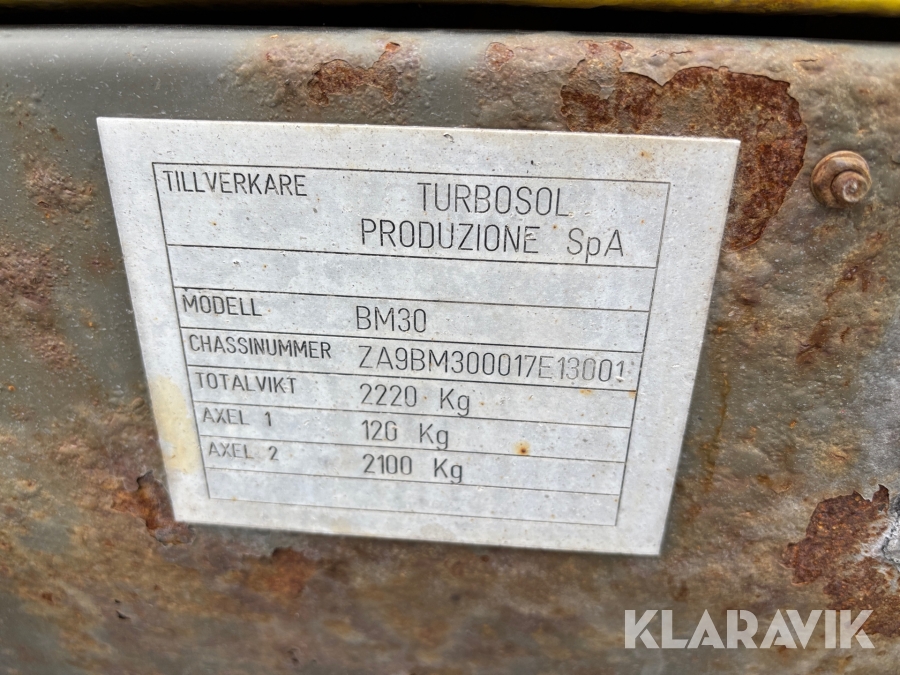 TILLVERKARE TURBOSOL
PRODUZIONE SpA
MODELL BM30
CHASSINUMMER ZA9BM300017E13001
TOTALVIKT 2220 Kg
AXEL 1 120 Kg
AXEL 2 2100 Kg
KLARAVIK